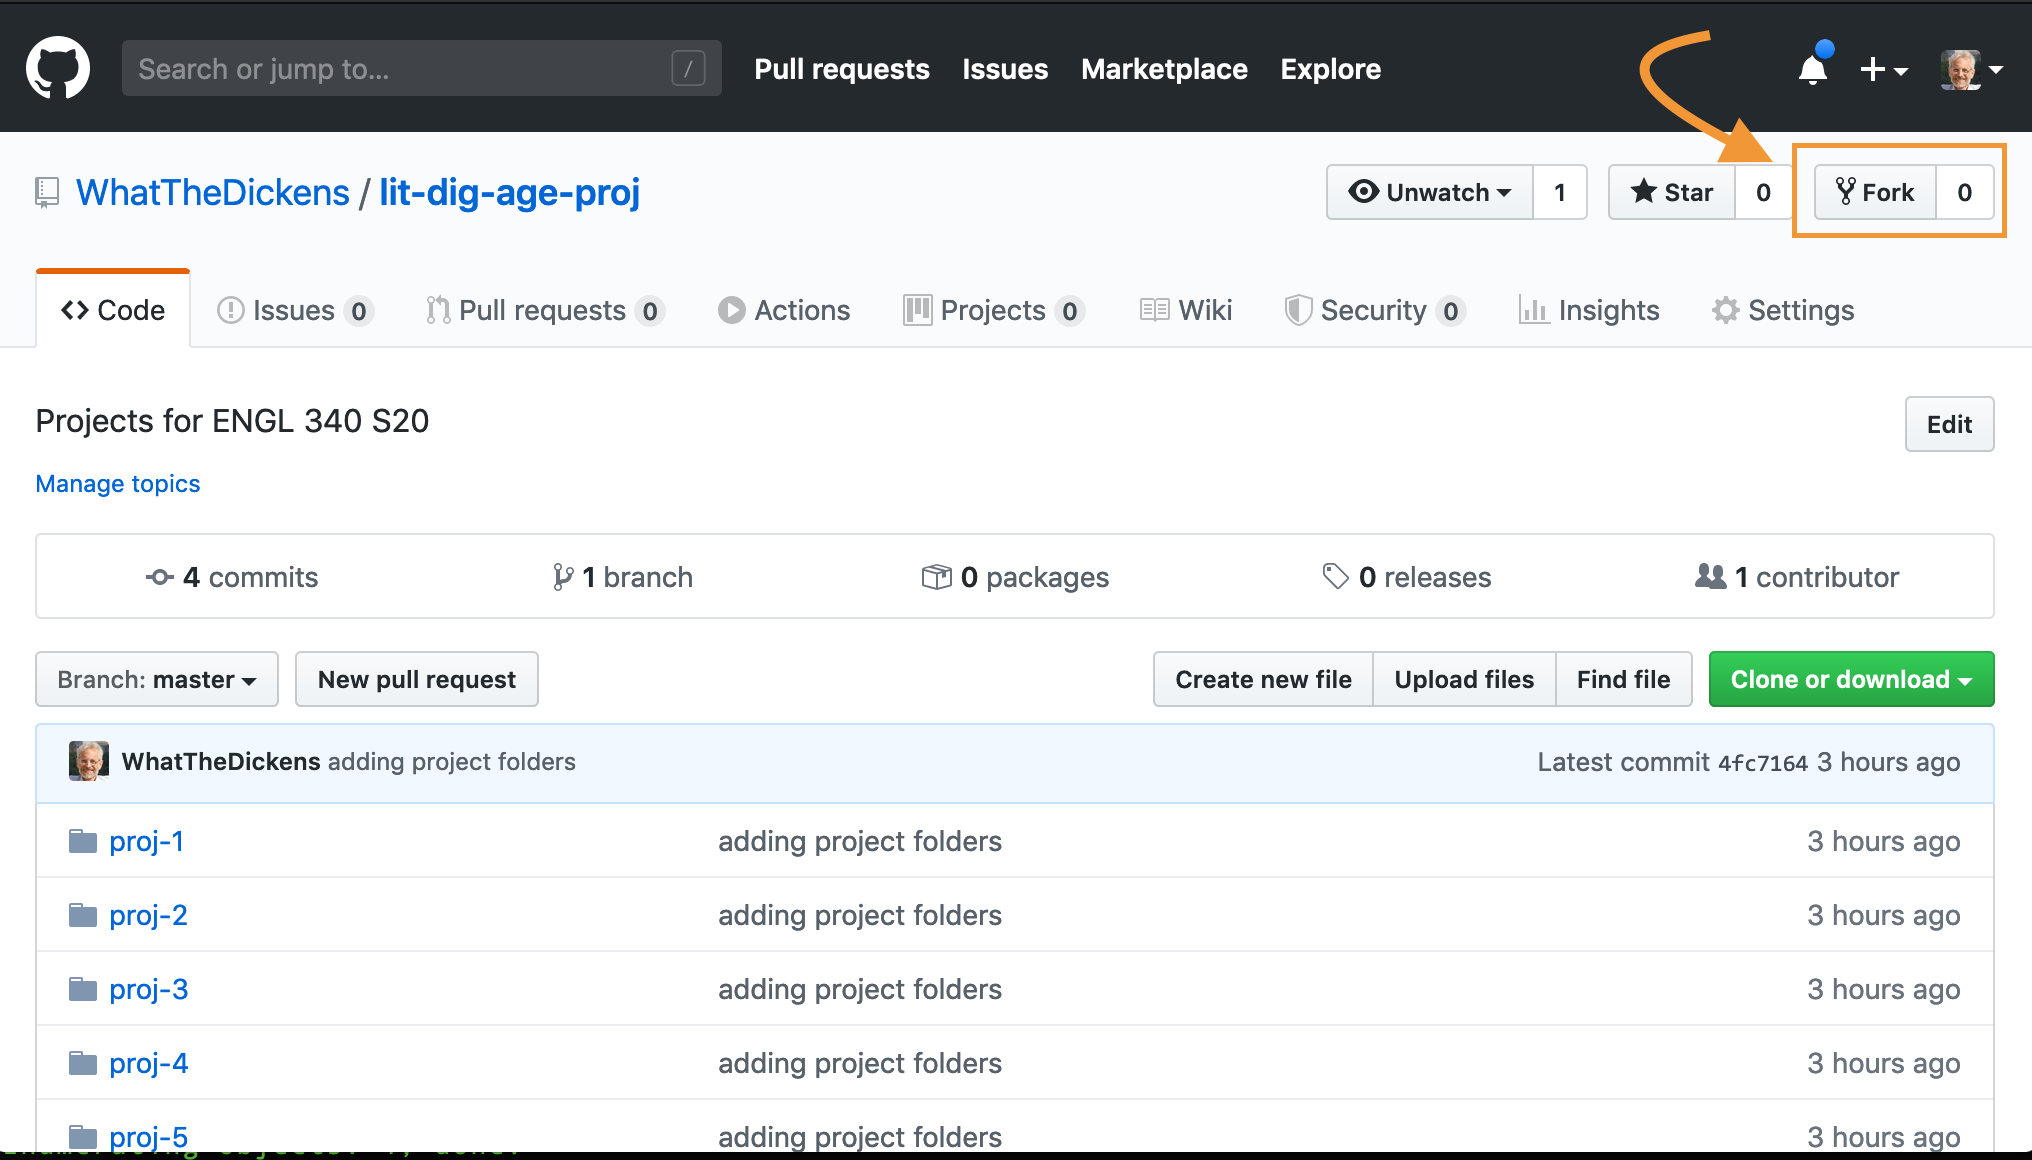 Search or jump to... / Pull requests Issues Marketplace Explore
WhatTheDickens / lit-dig-age-proj Unwatch 1 Star 0 Fork 0
Code Issues 0 Pull requests 0 Actions Projects 0 Wiki Security 0 Insights Settings
Projects for ENGL 340 S20 Edit
Manage topics
4 commits 1 branch 0 packages 0 releases 1 contributor
Branch: master New pull request Create new file Upload files Find file Clone or download
WhatTheDickens adding project folders Latest commit 4fc7164 3 hours ago
proj-1 adding project folders 3 hours ago
proj-2 adding project folders 3 hours ago
proj-3 adding project folders 3 hours ago
proj-4 adding project folders 3 hours ago
proj-5 adding project folders 3 hours ago